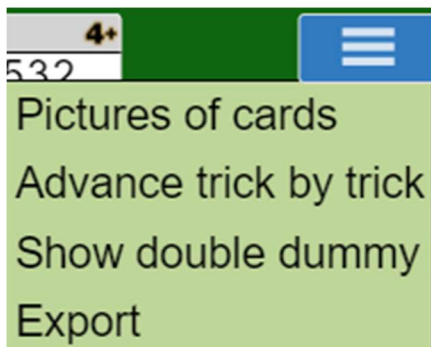 4+
532
Pictures of cards
Advance trick by trick
Show double dummy
Export